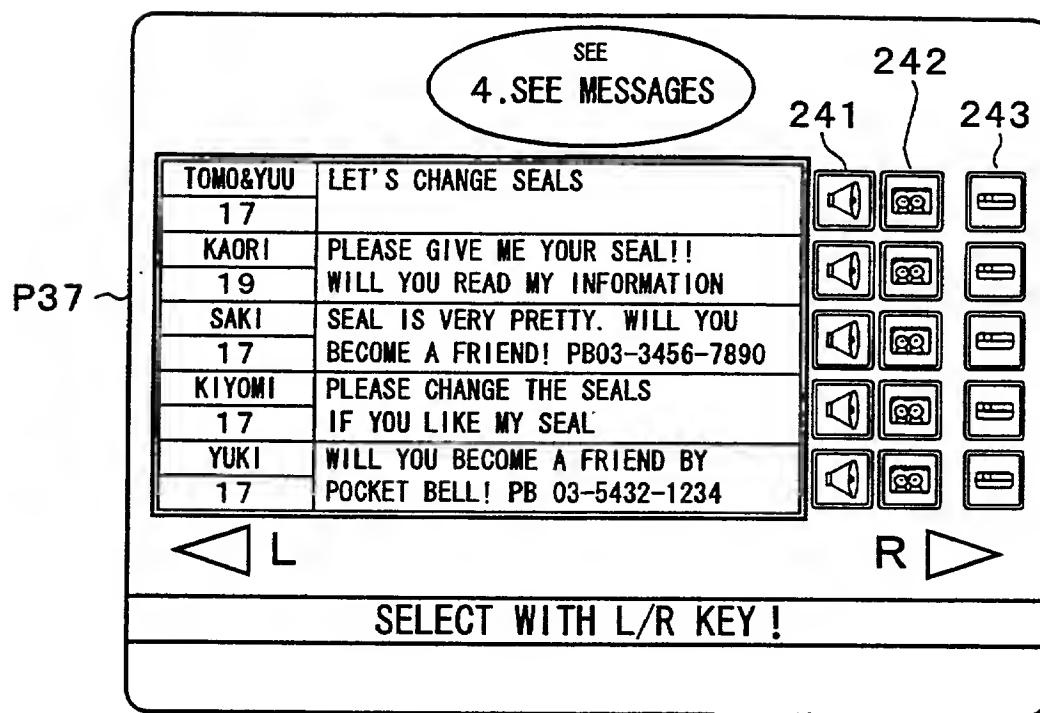 SEE
4.SEE MESSAGES
242
241
243
TOMO&YUU LET'S CHANGE SEALS
17
KAORI PLEASE GIVE ME YOUR SEAL!!
19 WILL YOU READ MY INFORMATION
P37
SAKI SEAL IS VERY PRETTY. WILL YOU
17 BECOME A FRIEND! PB03-3456-7890
KIYOMI PLEASE CHANGE THE SEALS
17 IF YOU LIKE MY SEAL
YUKI WILL YOU BECOME A FRIEND BY
17 POCKET BELL! PB 03-5432-1234
L R
SELECT WITH L/R KEY!